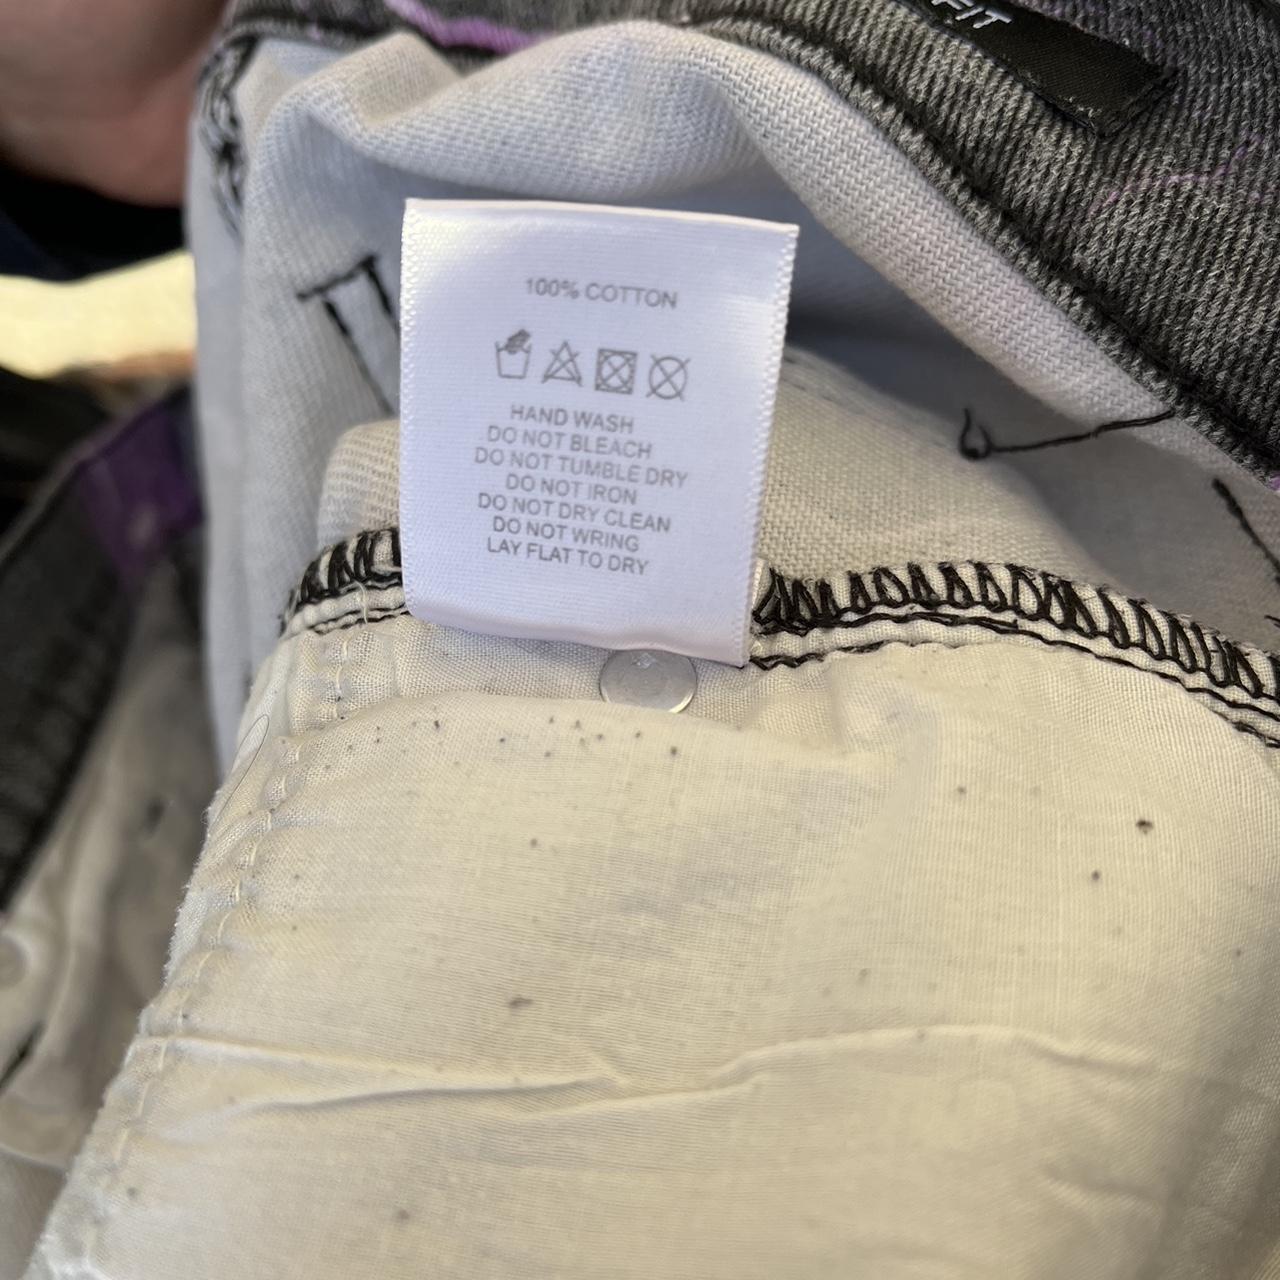 FIT
100% COTTON
HAND WASH
DO NOT BLEACH
DO NOT TUMBLE DRY
DO NOT IRON
DO NOT DRY CLEAN
DO NOT WRING
LAY FLAT TO DRY